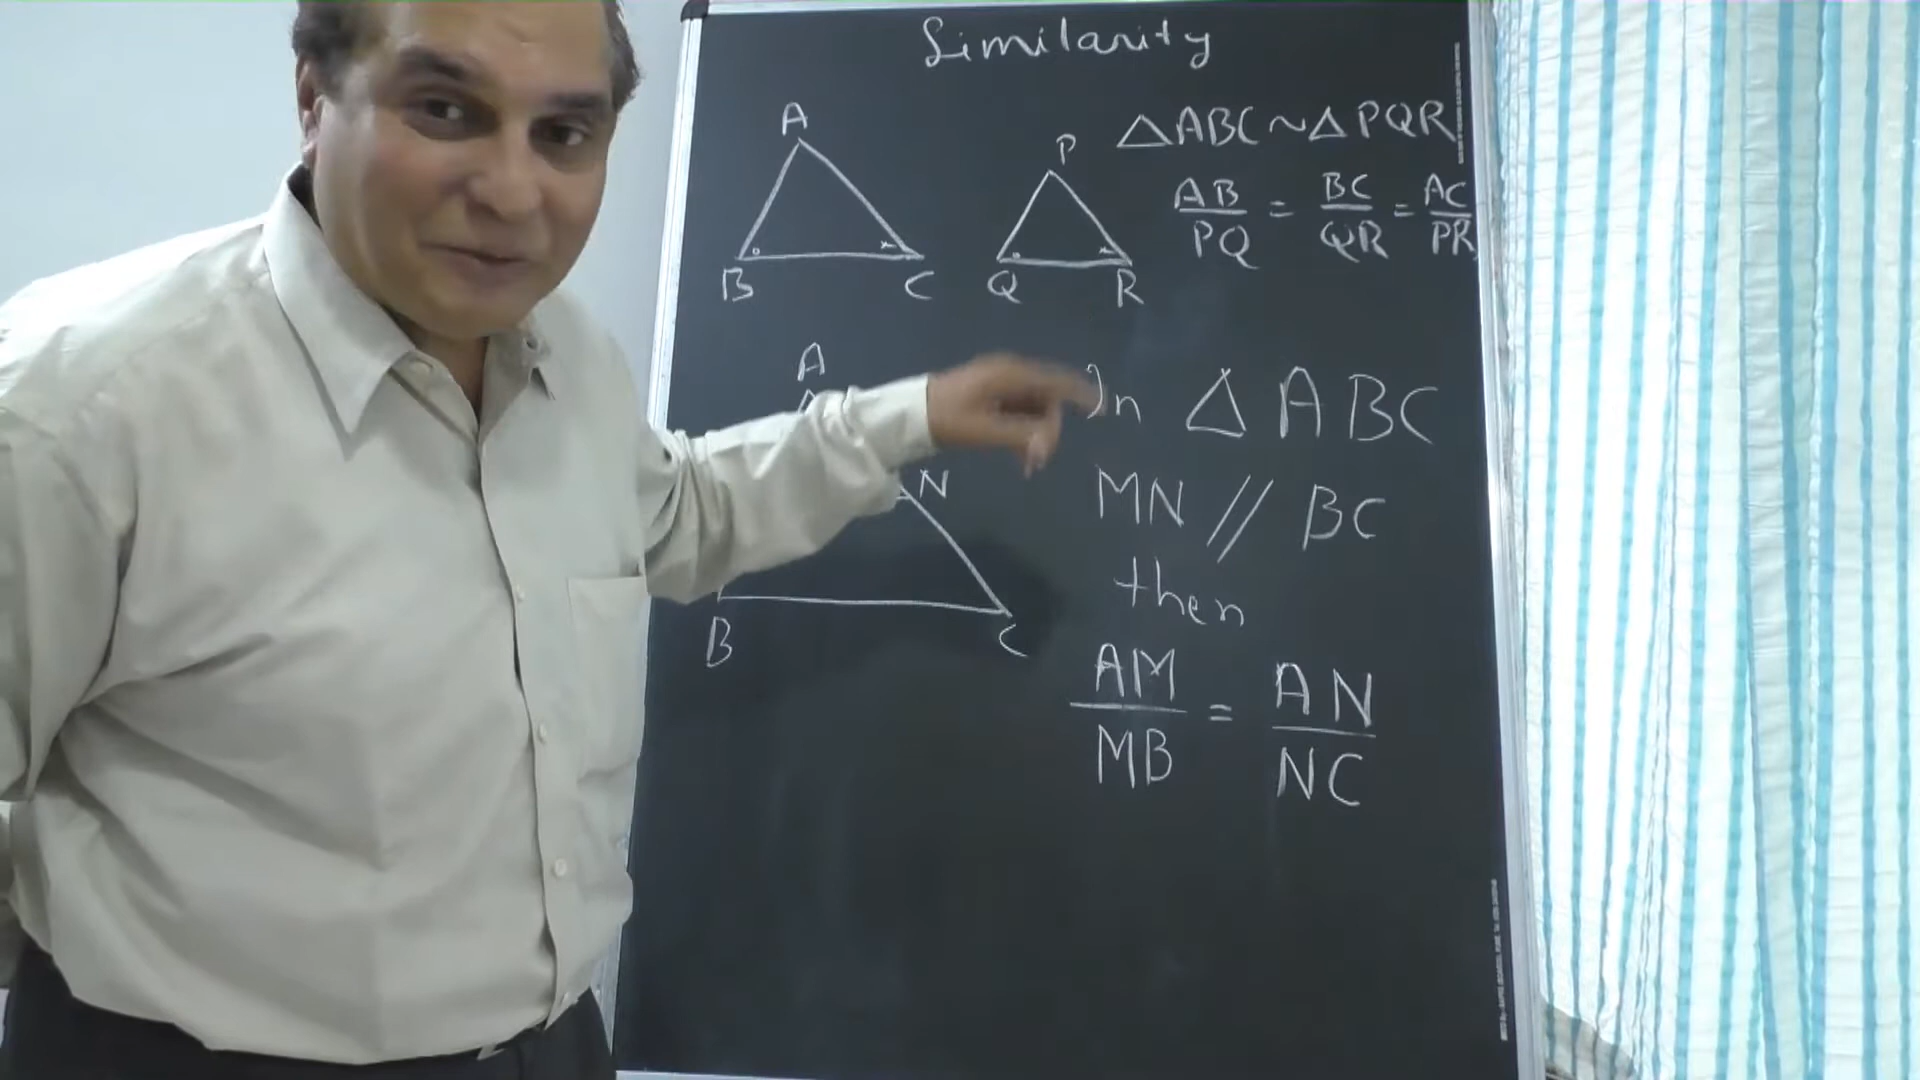 Similarity
A
P
△ABC ~ △PQR
AB/PQ = BC/QR = AC/PR
B
C
Q
R
A
In △ ABC
N
MN // BC
then
B
C
AM/MB = AN/NC